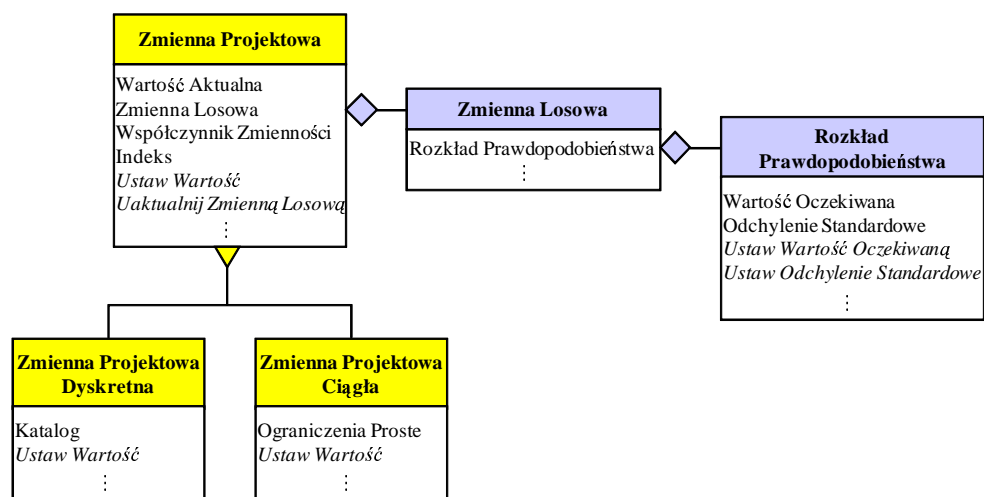 Zmienna Projektowa
Wartość Aktualna
Zmienna Losowa
Współczynnik Zmienności
Indeks
Ustaw Wartość
Uaktualnij Zmienną Losową
⋮
Zmienna Losowa
Rozkład Prawdopodobieństwa
⋮
Rozkład
Prawdopodobieństwa
Wartość Oczekiwana
Odchylenie Standardowe
Ustaw Wartość Oczekiwaną
Ustaw Odchylenie Standardowe
⋮
Zmienna Projektowa
Dyskretna
Katalog
Ustaw Wartość
⋮
Zmienna Projektowa
Ciągła
Ograniczenia Proste
Ustaw Wartość
⋮